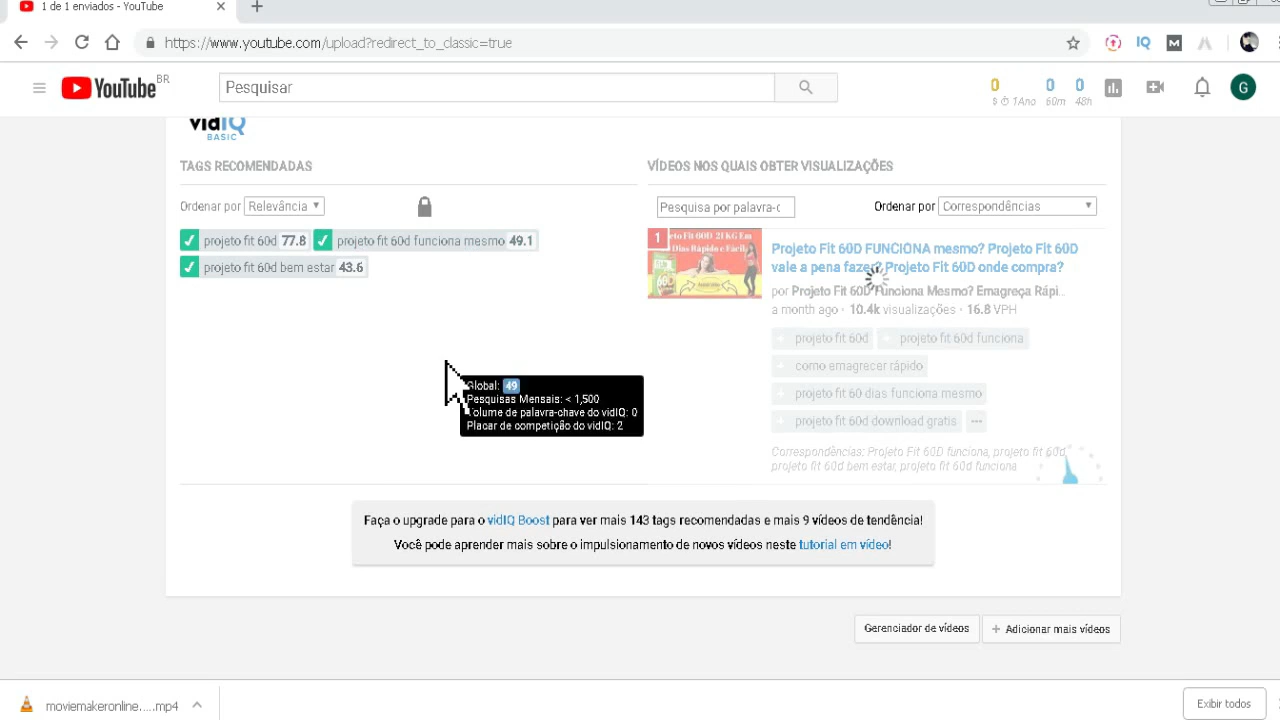 1 de 1 enviados - YouTube
https://www.youtube.com/upload?redirect_to_classic=true
IQ
M
YouTube BR
Pesquisar
0 0 0
1Ano 60m 48h
G
vidIQ
BASIC
TAGS RECOMENDADAS
Ordenar por Relevância
projeto fit 60d 77.8 projeto fit 60d funciona mesmo 49.1
projeto fit 60d bem estar 43.6
Global: 49
Pesquisas Mensais: < 1,500
Volume de palavra-chave do vidIQ: 0
Placar de competição do vidIQ: 2
VÍDEOS NOS QUAIS OBTER VISUALIZAÇÕES
Pesquisa por palavra-c
Ordenar por Correspondências
1
Projeto Fit 60D FUNCIONA mesmo? Projeto Fit 60D
vale a pena fazer? Projeto Fit 60D onde compra?
por Projeto Fit 60D Funciona Mesmo? Emagreça Rápi...
a month ago • 10.4k visualizações • 16.8 VPH
+ projeto fit 60d + projeto fit 60d funciona
+ como emagrecer rápido
+ projeto fit 60 dias funciona mesmo
+ projeto fit 60d download gratis ...
Correspondências: Projeto Fit 60D funciona, projeto fit 60d,
projeto fit 60d bem estar, projeto fit 60d funciona
Faça o upgrade para o vidIQ Boost para ver mais 143 tags recomendadas e mais 9 vídeos de tendência!
Você pode aprender mais sobre o impulsionamento de novos vídeos neste tutorial em vídeo!
Gerenciador de vídeos
+ Adicionar mais vídeos
moviemakeronline.....mp4
Exibir todos